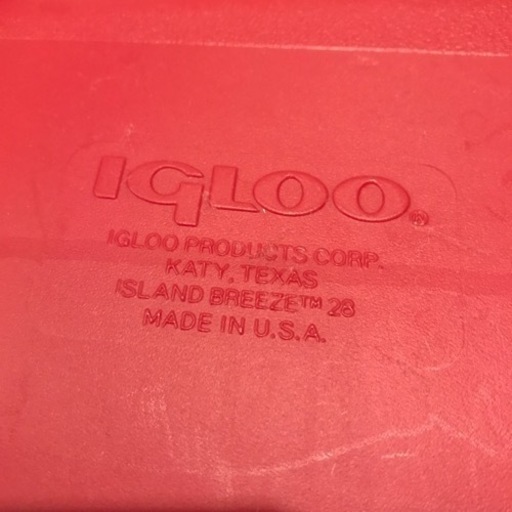 IGLOO®
IGLOO PRODUCTS CORP.
KATY, TEXAS
ISLAND BREEZE™ 28
MADE IN U.S.A.